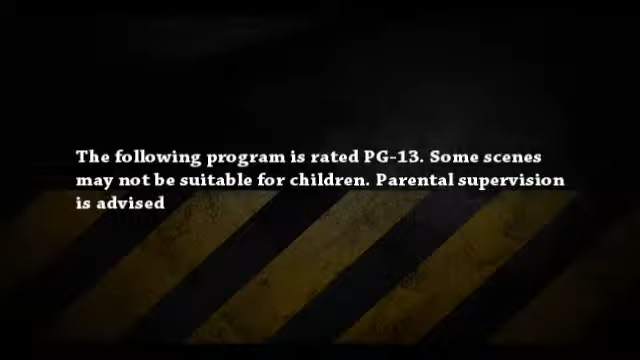 The following program is rated PG-13. Some scenes
may not be suitable for children. Parental supervision
is advised